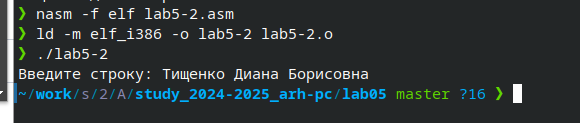 ❯ nasm -f elf lab5-2.asm
❯ ld -m elf_i386 -o lab5-2 lab5-2.o
❯ ./lab5-2
Введите строку: Тищенко Диана Борисовна
~/work/s/2/A/study_2024-2025_arh-pc/lab05 master ?16 ❯